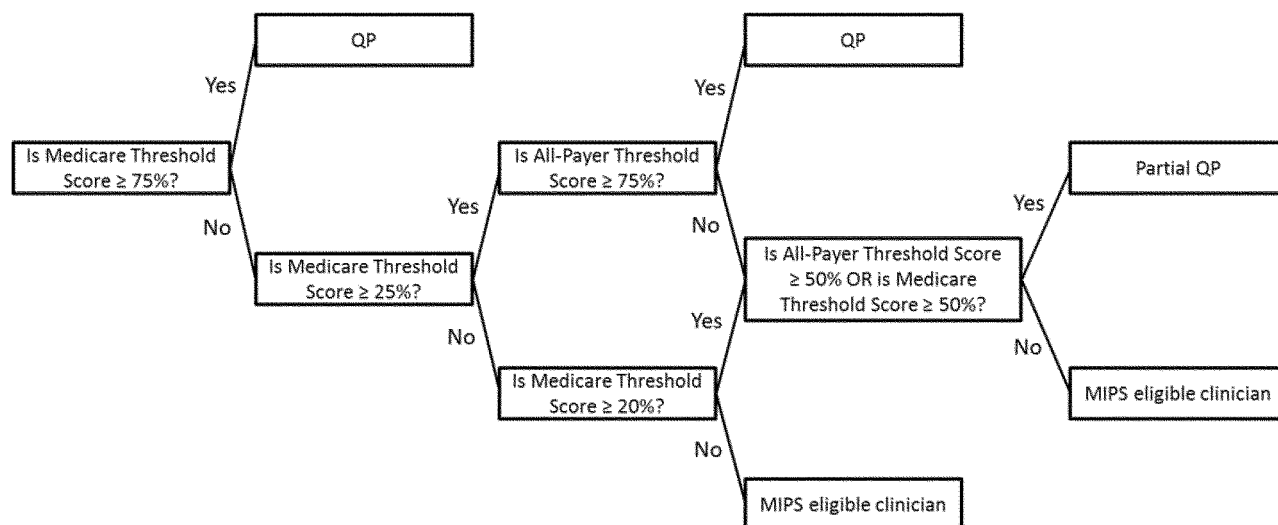 QP
QP
Yes
Yes
Is Medicare Threshold
Score ≥ 75%?
Is All-Payer Threshold
Score ≥ 75%?
Partial QP
Yes
Yes
No
No
Is Medicare Threshold
Score ≥ 25%?
Is All-Payer Threshold Score
≥ 50% OR is Medicare
Threshold Score ≥ 50%?
Yes
No
No
Is Medicare Threshold
Score ≥ 20%?
MIPS eligible clinician
No
MIPS eligible clinician